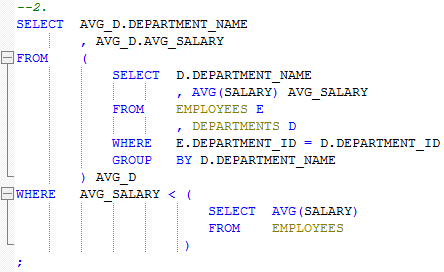 --2.
SELECT AVG_D.DEPARTMENT_NAME
, AVG_D.AVG_SALARY
FROM (
SELECT D.DEPARTMENT_NAME
, AVG(SALARY) AVG_SALARY
FROM EMPLOYEES E
, DEPARTMENTS D
WHERE E.DEPARTMENT_ID = D.DEPARTMENT_ID
GROUP BY D.DEPARTMENT_NAME
) AVG_D
WHERE AVG_SALARY < (
SELECT AVG(SALARY)
FROM EMPLOYEES
)
;